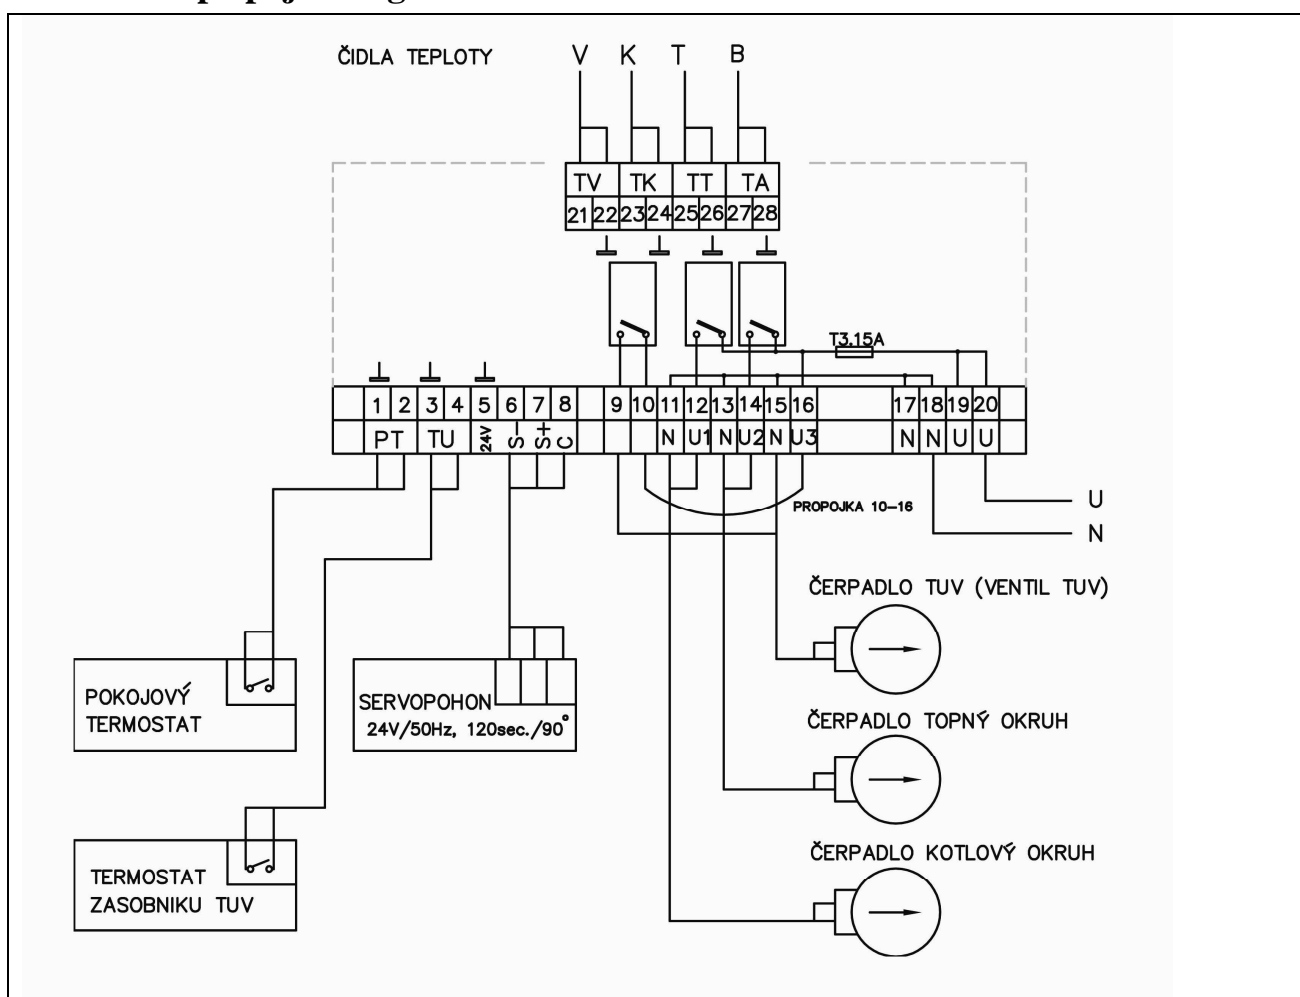 ČIDLA TEPLOTY V K T B
TV TK TT TA
21 22 23 24 25 26 27 28
T3.15A
1 2 3 4 5 6 7 8 9 10 11 12 13 14 15 16 17 18 19 20
PT TU 24V S- S+ C N U1 N U2 N U3 N N U U
PROPOJKA 10-16
U
N
ČERPADLO TUV (VENTIL TUV)
POKOJOVÝ
TERMOSTAT
SERVOPOHON
24V/50Hz, 120sec./90°
ČERPADLO TOPNÝ OKRUH
ČERPADLO KOTLOVÝ OKRUH
TERMOSTAT
ZASOBNIKU TUV